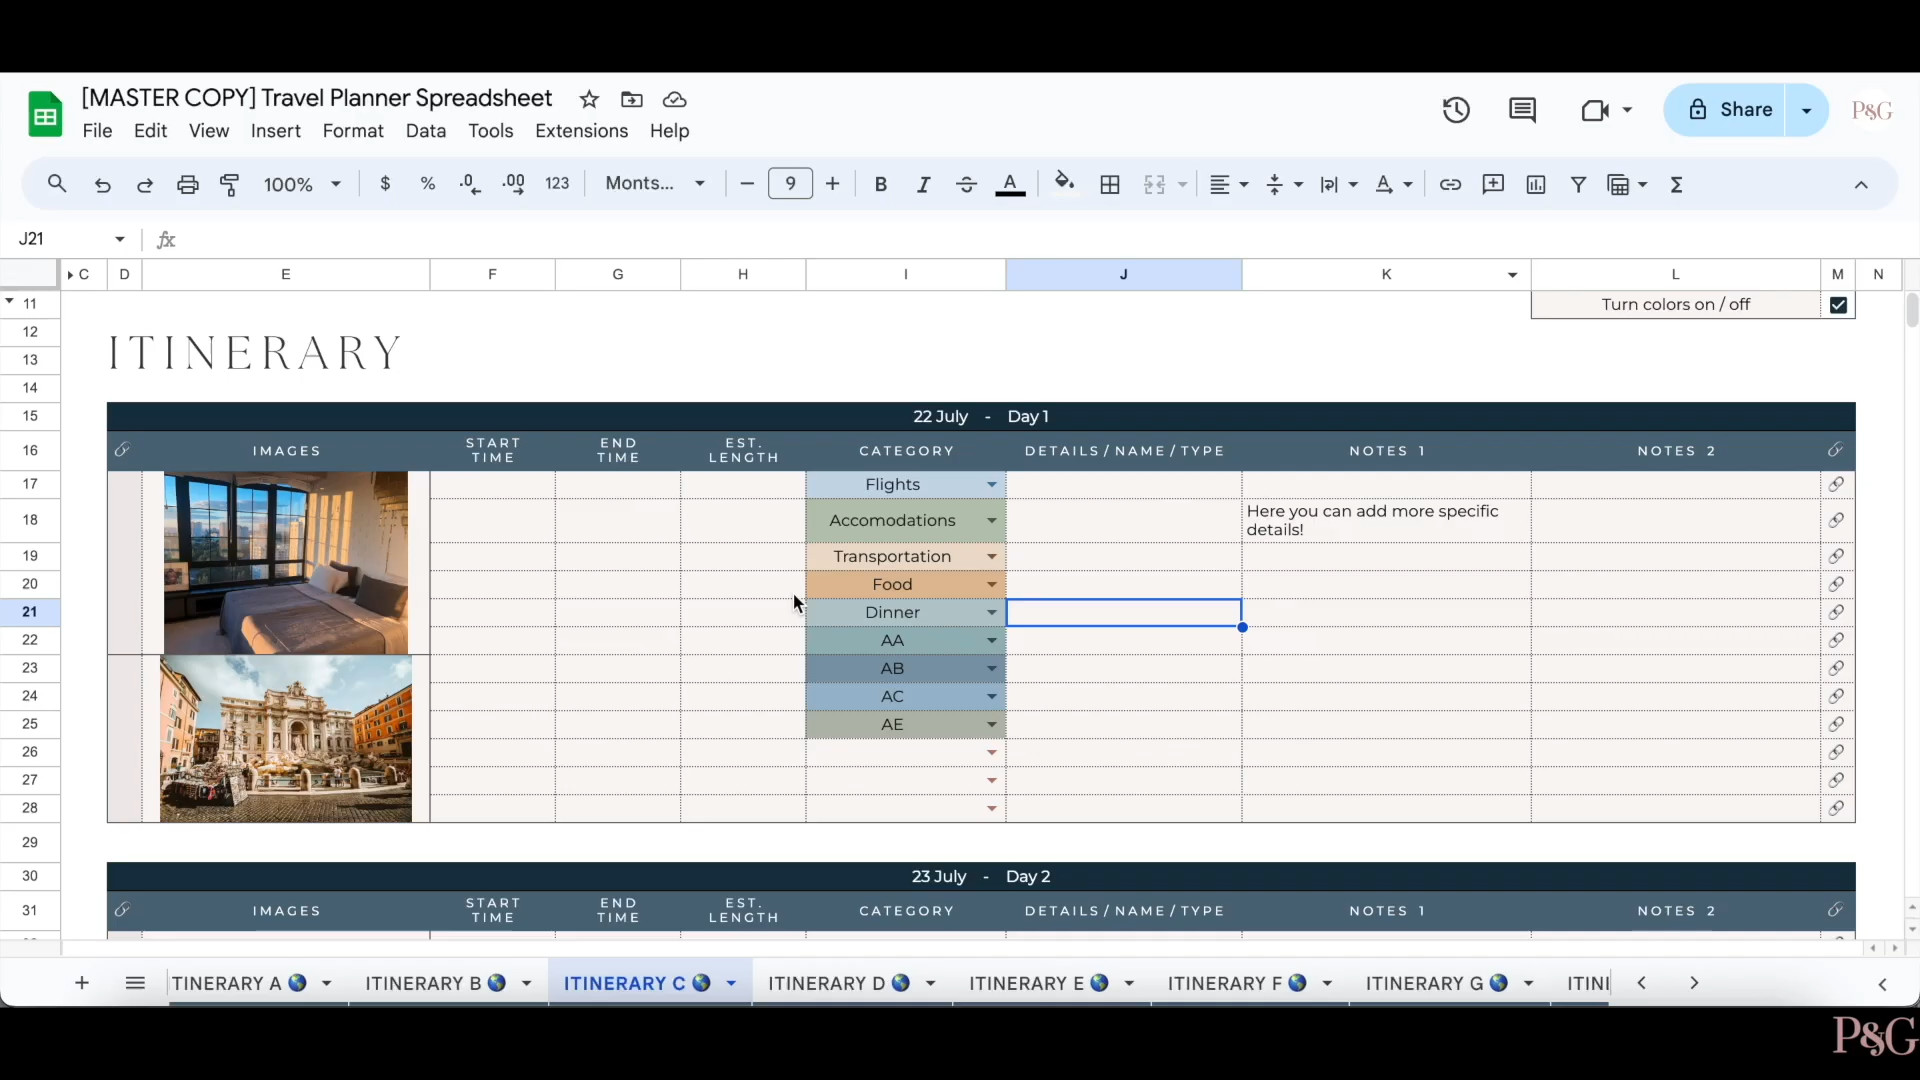 [MASTER COPY] Travel Planner Spreadsheet
File Edit View Insert Format Data Tools Extensions Help
Share
P&G
100% $ % .0 .00 123 Monts... 9 B I S A
J21 fx
C D E F G H I J K L M N
11 Turn colors on / off
12
ITINERARY
13
14
15 22 July - Day 1
16 IMAGES START TIME END TIME EST. LENGTH CATEGORY DETAILS / NAME / TYPE NOTES 1 NOTES 2
17 Flights
18 Accomodations Here you can add more specific details!
19 Transportation
20 Food
21 Dinner
22 AA
23 AB
24 AC
25 AE
26
27
28
29
30 23 July - Day 2
31 IMAGES START TIME END TIME EST. LENGTH CATEGORY DETAILS / NAME / TYPE NOTES 1 NOTES 2
TINERARY A ITINERARY B ITINERARY C ITINERARY D ITINERARY E ITINERARY F ITINERARY G ITINI
P&G